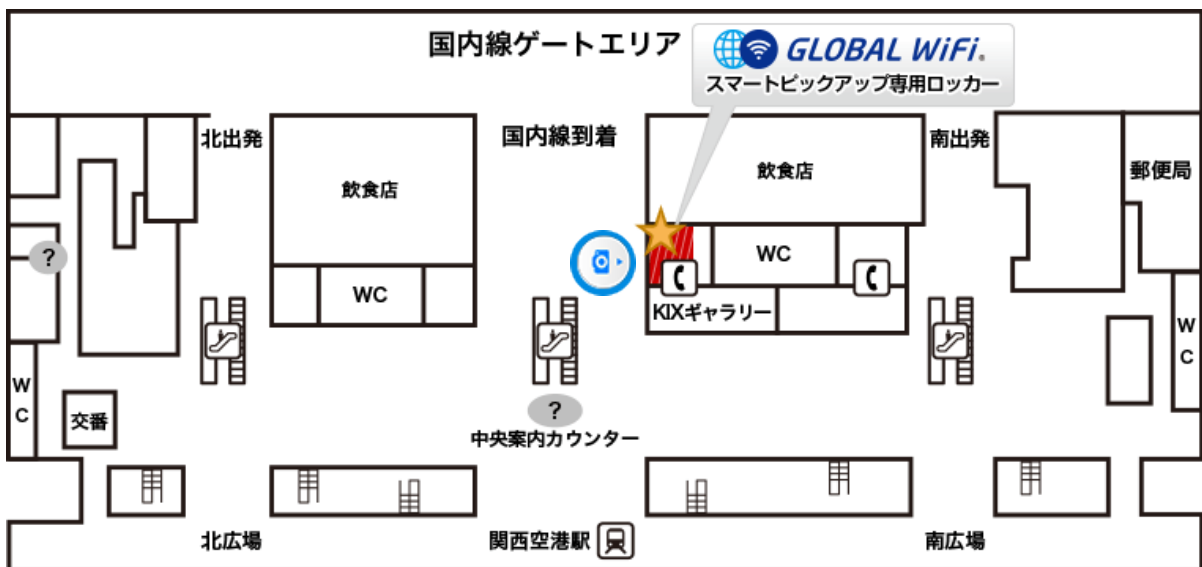 国内線ゲートエリア
GLOBAL WiFi®
スマートピックアップ専用ロッカー
北出発
国内線到着
南出発
飲食店
飲食店
郵便局
?
WC
WC
KIXギャラリー
WC
WC
交番
?
中央案内カウンター
北広場
関西空港駅
南広場